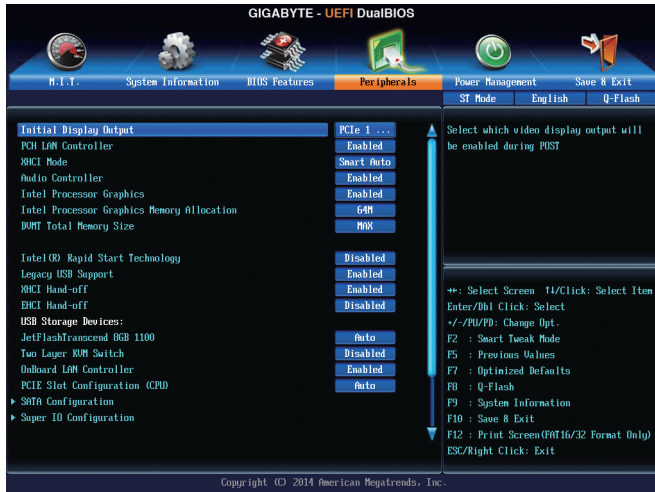 GIGABYTE - UEFI DualBIOS
M.I.T. System Information BIOS Features Peripherals Power Management Save & Exit
ST Mode English Q-Flash
Initial Display Output PCIe 1 ...
PCH LAN Controller Enabled
XHCI Mode Smart Auto
Audio Controller Enabled
Intel Processor Graphics Enabled
Intel Processor Graphics Memory Allocation 64M
DVMT Total Memory Size MAX
Intel(R) Rapid Start Technology Disabled
Legacy USB Support Enabled
XHCI Hand-off Enabled
EHCI Hand-off Disabled
USB Storage Devices:
JetFlashTranscend 8GB 1100 Auto
Two Layer KVM Switch Disabled
OnBoard LAN Controller Enabled
PCIE Slot Configuration (CPU) Auto
SATA Configuration
Super IO Configuration
Select which video display output will
be enabled during POST
→←: Select Screen ↑↓/Click: Select Item
Enter/Dbl Click: Select
+/-/PU/PD: Change Opt.
F2 : Smart Tweak Mode
F5 : Previous Values
F7 : Optimized Defaults
F8 : Q-Flash
F9 : System Information
F10 : Save & Exit
F12 : Print Screen(FAT16/32 Format Only)
ESC/Right Click: Exit
Copyright (C) 2014 American Megatrends, Inc.